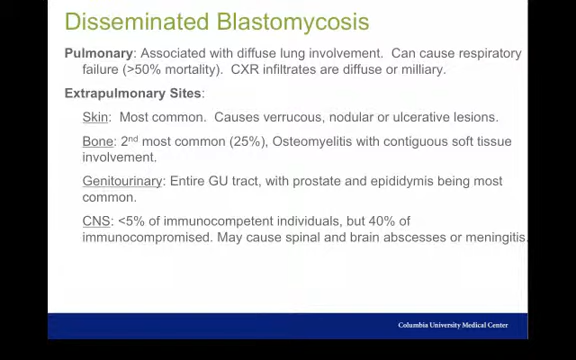 Disseminated Blastomycosis
Pulmonary: Associated with diffuse lung involvement. Can cause respiratory
failure (>50% mortality). CXR infiltrates are diffuse or milliary.
Extrapulmonary Sites:
Skin: Most common. Causes verrucous, nodular or ulcerative lesions.
Bone: 2nd most common (25%), Osteomyelitis with contiguous soft tissue
involvement.
Genitourinary: Entire GU tract, with prostate and epididymis being most
common.
CNS: <5% of immunocompetent individuals, but 40% of
immunocompromised. May cause spinal and brain abscesses or meningitis.
Columbia University Medical Center